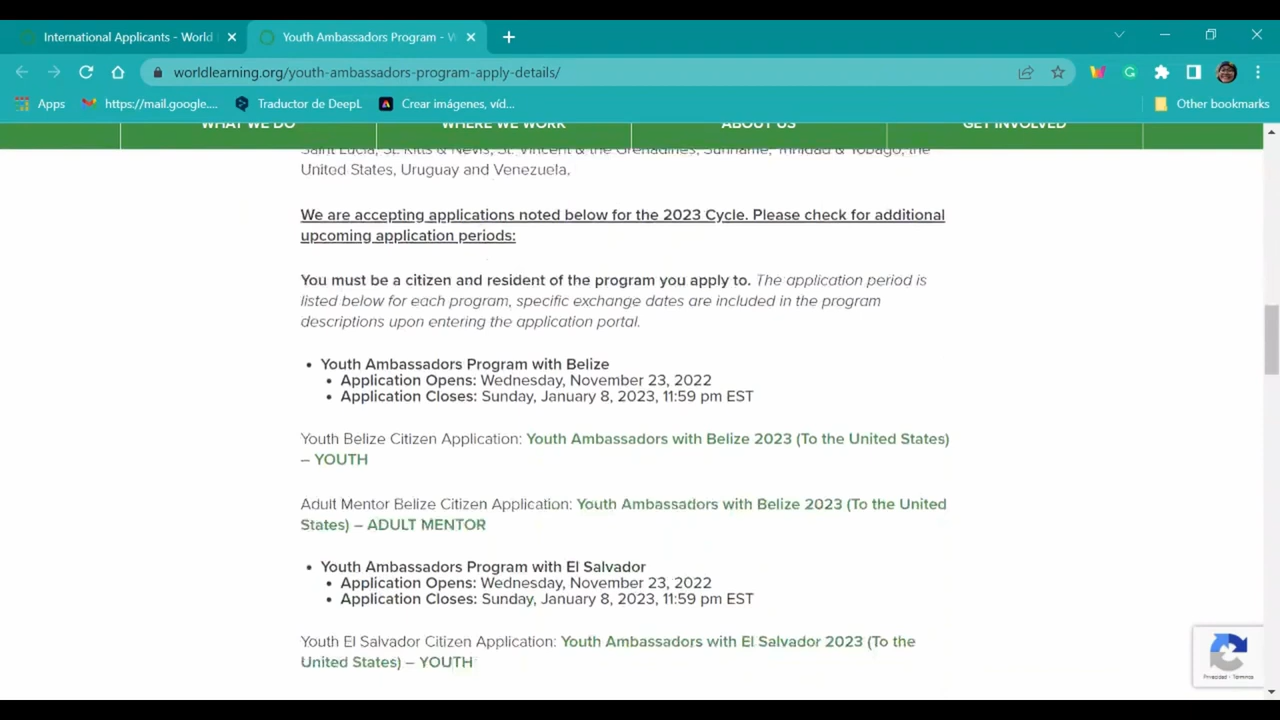 International Applicants - World
Youth Ambassadors Program - W
worldlearning.org/youth-ambassadors-program-apply-details/
Apps
https://mail.google....
Traductor de DeepL
Crear imágenes, víd...
Other bookmarks
WHAT WE DO
WHERE WE WORK
ABOUT US
GET INVOLVED
Saint Lucia, St. Kitts & Nevis, St. Vincent & the Grenadines, Suriname, Trinidad & Tobago, the
United States, Uruguay and Venezuela.
We are accepting applications noted below for the 2023 Cycle. Please check for additional
upcoming application periods:
You must be a citizen and resident of the program you apply to. The application period is
listed below for each program, specific exchange dates are included in the program
descriptions upon entering the application portal.
• Youth Ambassadors Program with Belize
• Application Opens: Wednesday, November 23, 2022
• Application Closes: Sunday, January 8, 2023, 11:59 pm EST
Youth Belize Citizen Application: Youth Ambassadors with Belize 2023 (To the United States)
– YOUTH
Adult Mentor Belize Citizen Application: Youth Ambassadors with Belize 2023 (To the United
States) – ADULT MENTOR
• Youth Ambassadors Program with El Salvador
• Application Opens: Wednesday, November 23, 2022
• Application Closes: Sunday, January 8, 2023, 11:59 pm EST
Youth El Salvador Citizen Application: Youth Ambassadors with El Salvador 2023 (To the
United States) – YOUTH
Privacidad - Términos